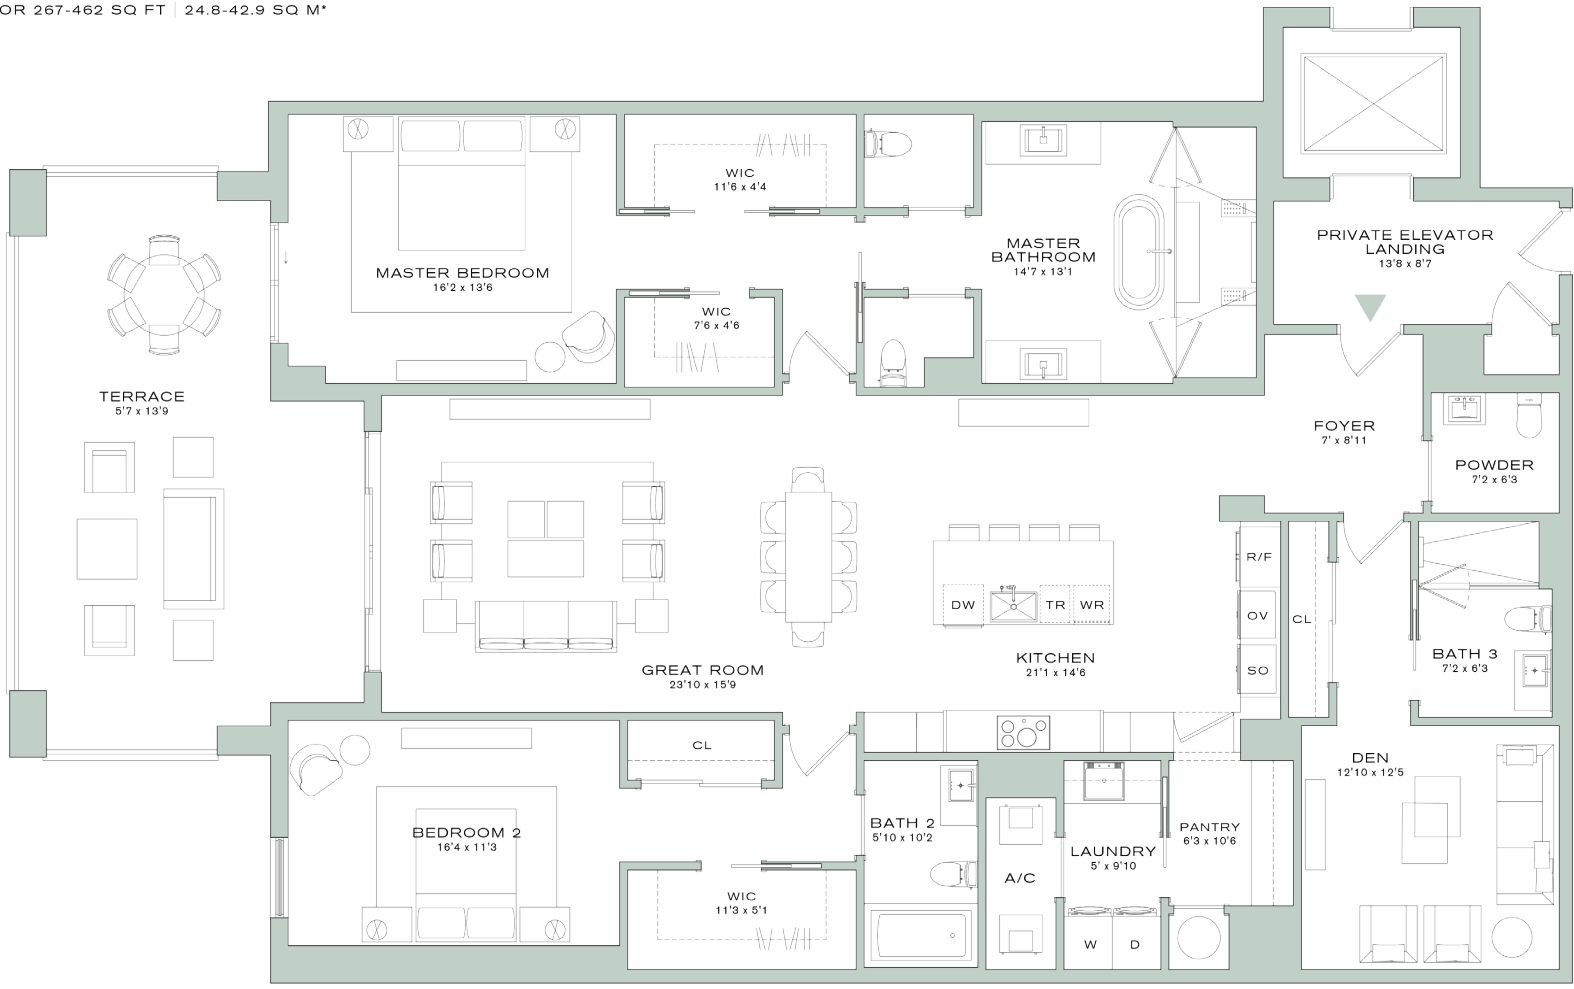 OR 267-462 SQ FT | 24.8-42.9 SQ M*
WIC
11'6 x 4'4
MASTER BEDROOM
16'2 x 13'6
WIC
7'6 x 4'6
MASTER
BATHROOM
14'7 x 13'1
PRIVATE ELEVATOR
LANDING
13'8 x 8'7
TERRACE
5'7 x 13'9
FOYER
7' x 8'11
POWDER
7'2 x 6'3
GREAT ROOM
23'10 x 15'9
DW
TR
WR
KITCHEN
21'1 x 14'6
R/F
OV
SO
CL
BATH 3
7'2 x 6'3
CL
BEDROOM 2
16'4 x 11'3
WIC
11'3 x 5'1
BATH 2
5'10 x 10'2
A/C
LAUNDRY
5' x 9'10
W
D
PANTRY
6'3 x 10'6
DEN
12'10 x 12'5